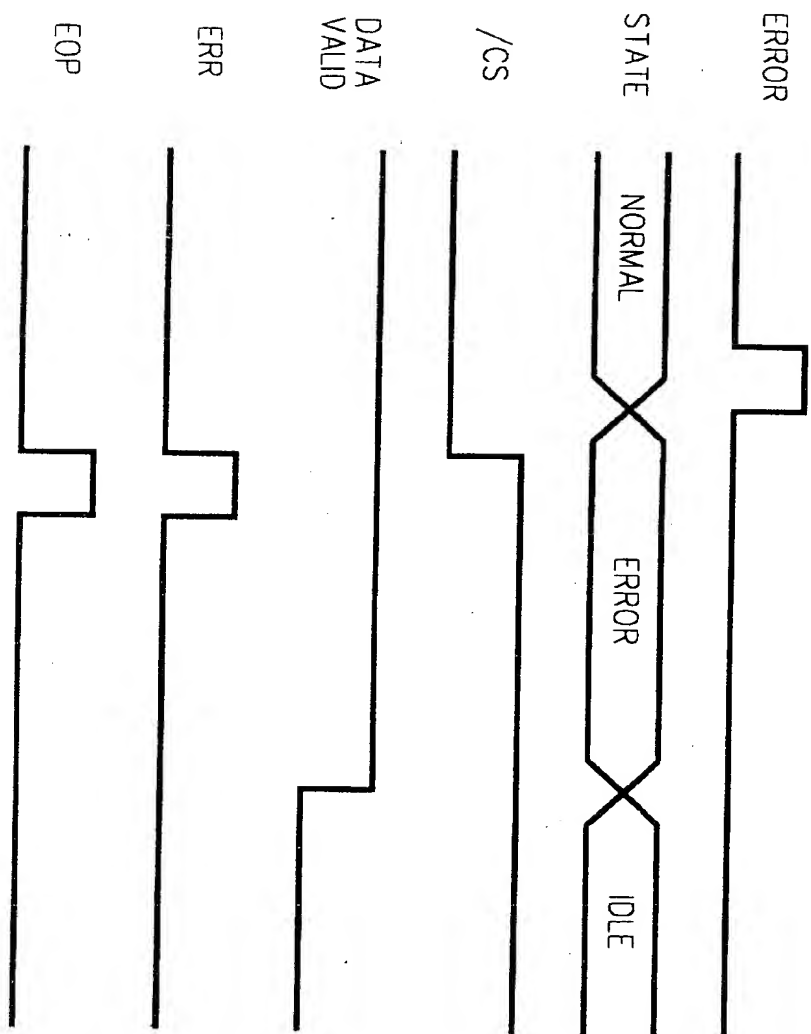 ERROR
STATE
NORMAL
ERROR
IDLE
/CS
DATA
VALID
ERR
EOP